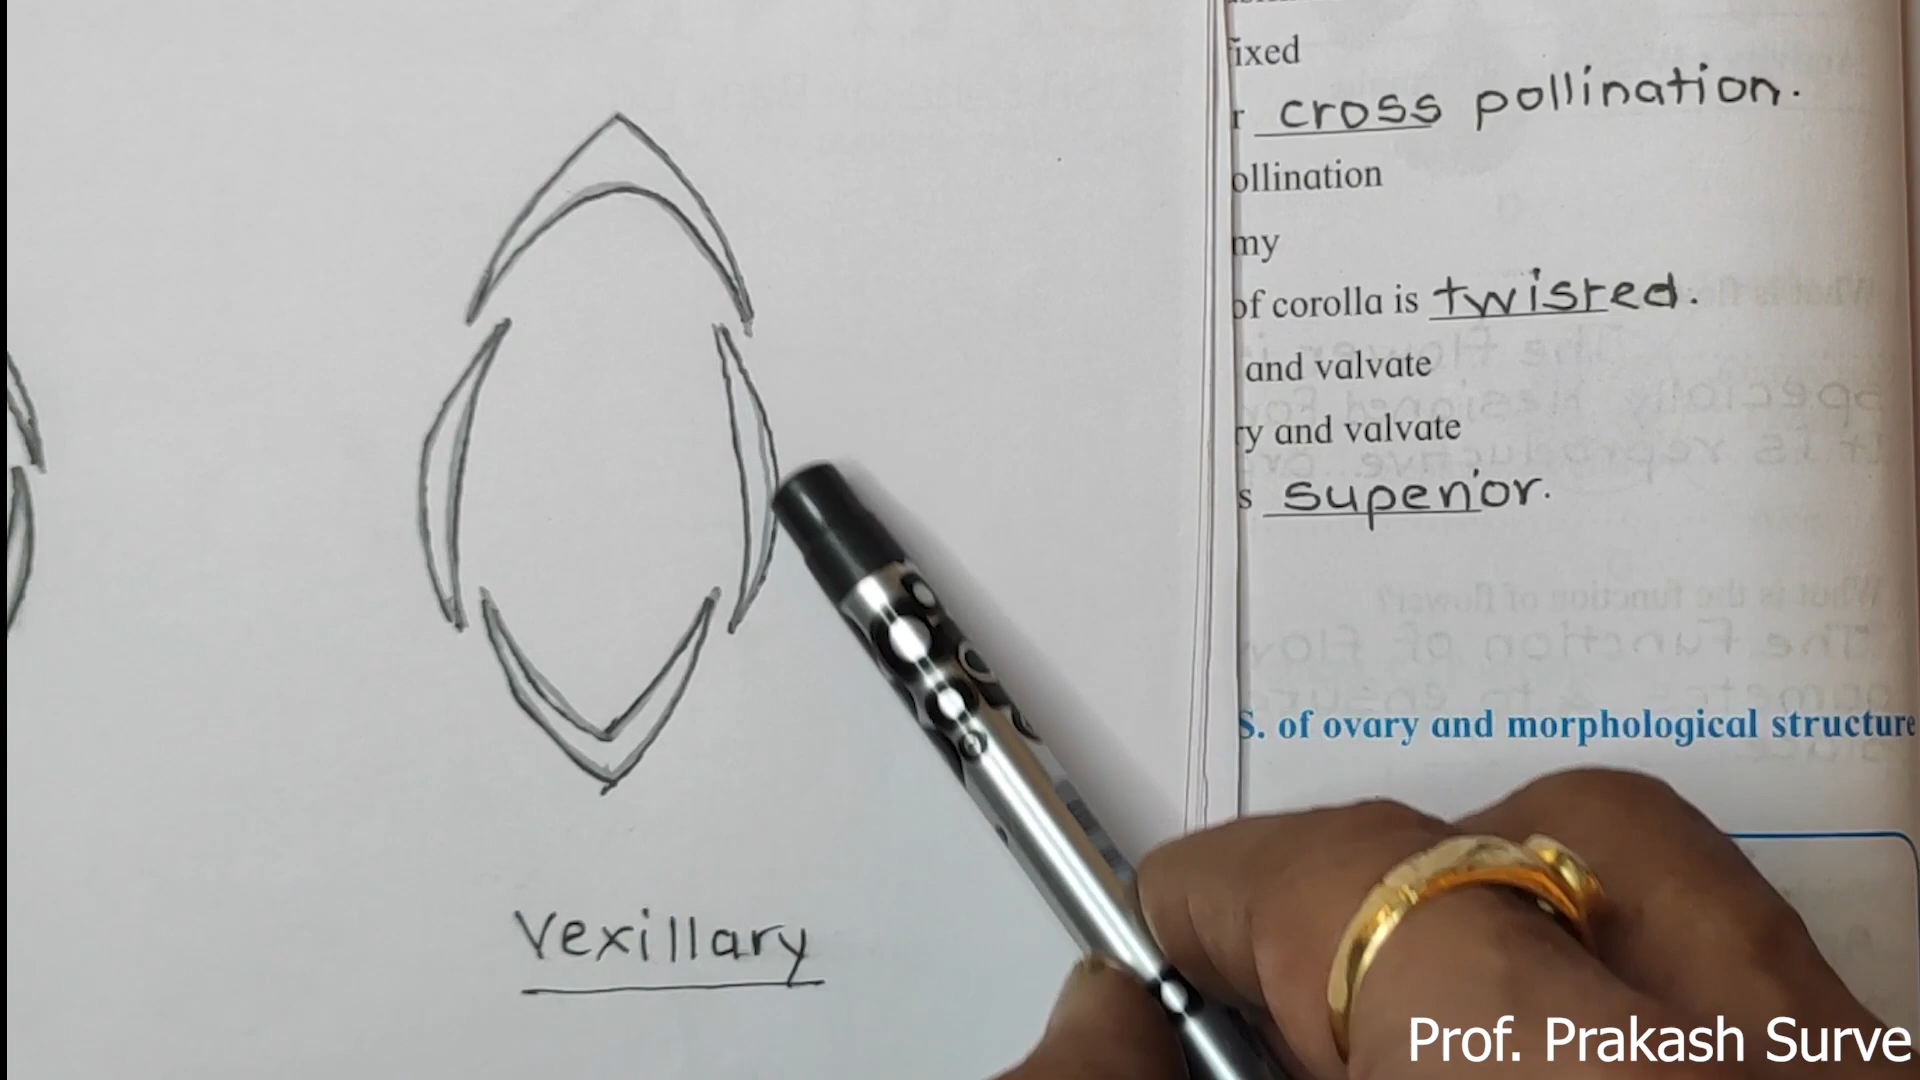 Vexillary
fixed
r cross pollination.
ollination
my
of corolla is twisted.
and valvate
ry and valvate
s superior.
S. of ovary and morphological structure
Prof. Prakash Surve